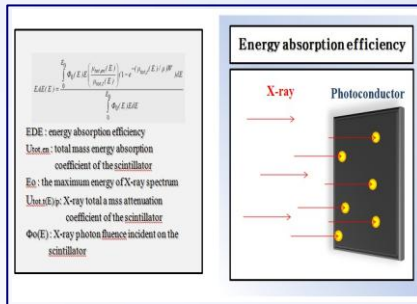 EDE : energy absorption efficiency
Utot.en : total mass energy absorption
coefficient of the scintillator
Eo : the maximum energy of X-ray spectrum
Utot.t(E)/p: X-ray total a mss attenuation
coefficient of the scintillator
Φo(E) : X-ray photon fluence incident on the
scintillator
Energy absorption efficiency
X-ray
Photoconductor